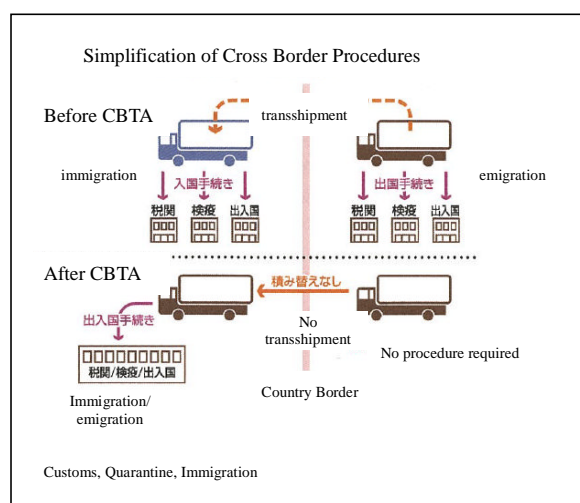 Simplification of Cross Border Procedures
Before CBTA
transshipment
immigration
入国手続き
出国手続き
emigration
税関 検疫 出入国
税関 検疫 出入国
After CBTA
積み替えなし
出入手続き
No
transshipment
No procedure required
税関/検疫/出入国
Immigration/
emigration
Country Border
Customs, Quarantine, Immigration